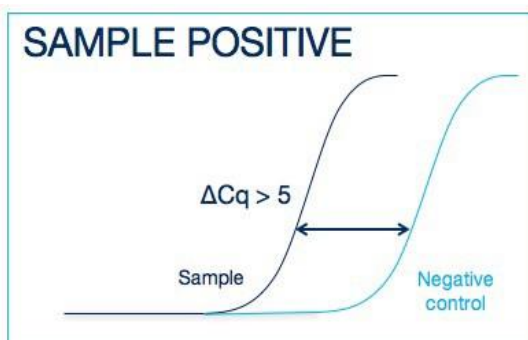 SAMPLE POSITIVE
ΔCq > 5
Sample
Negative
control